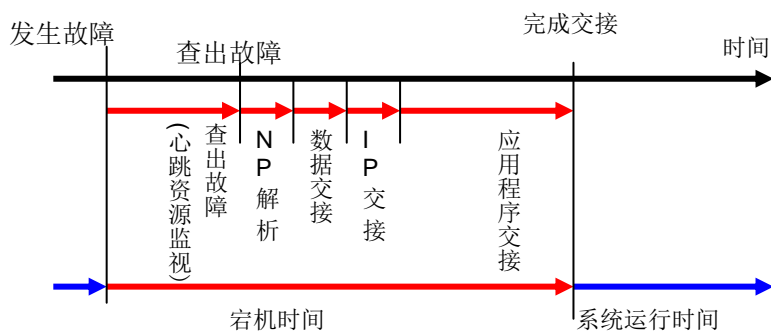 发生故障
查出故障
完成交接
时间
查出故障
(心跳资源监视)
NP解析
数据交接
IP交接
应用程序交接
宕机时间
系统运行时间